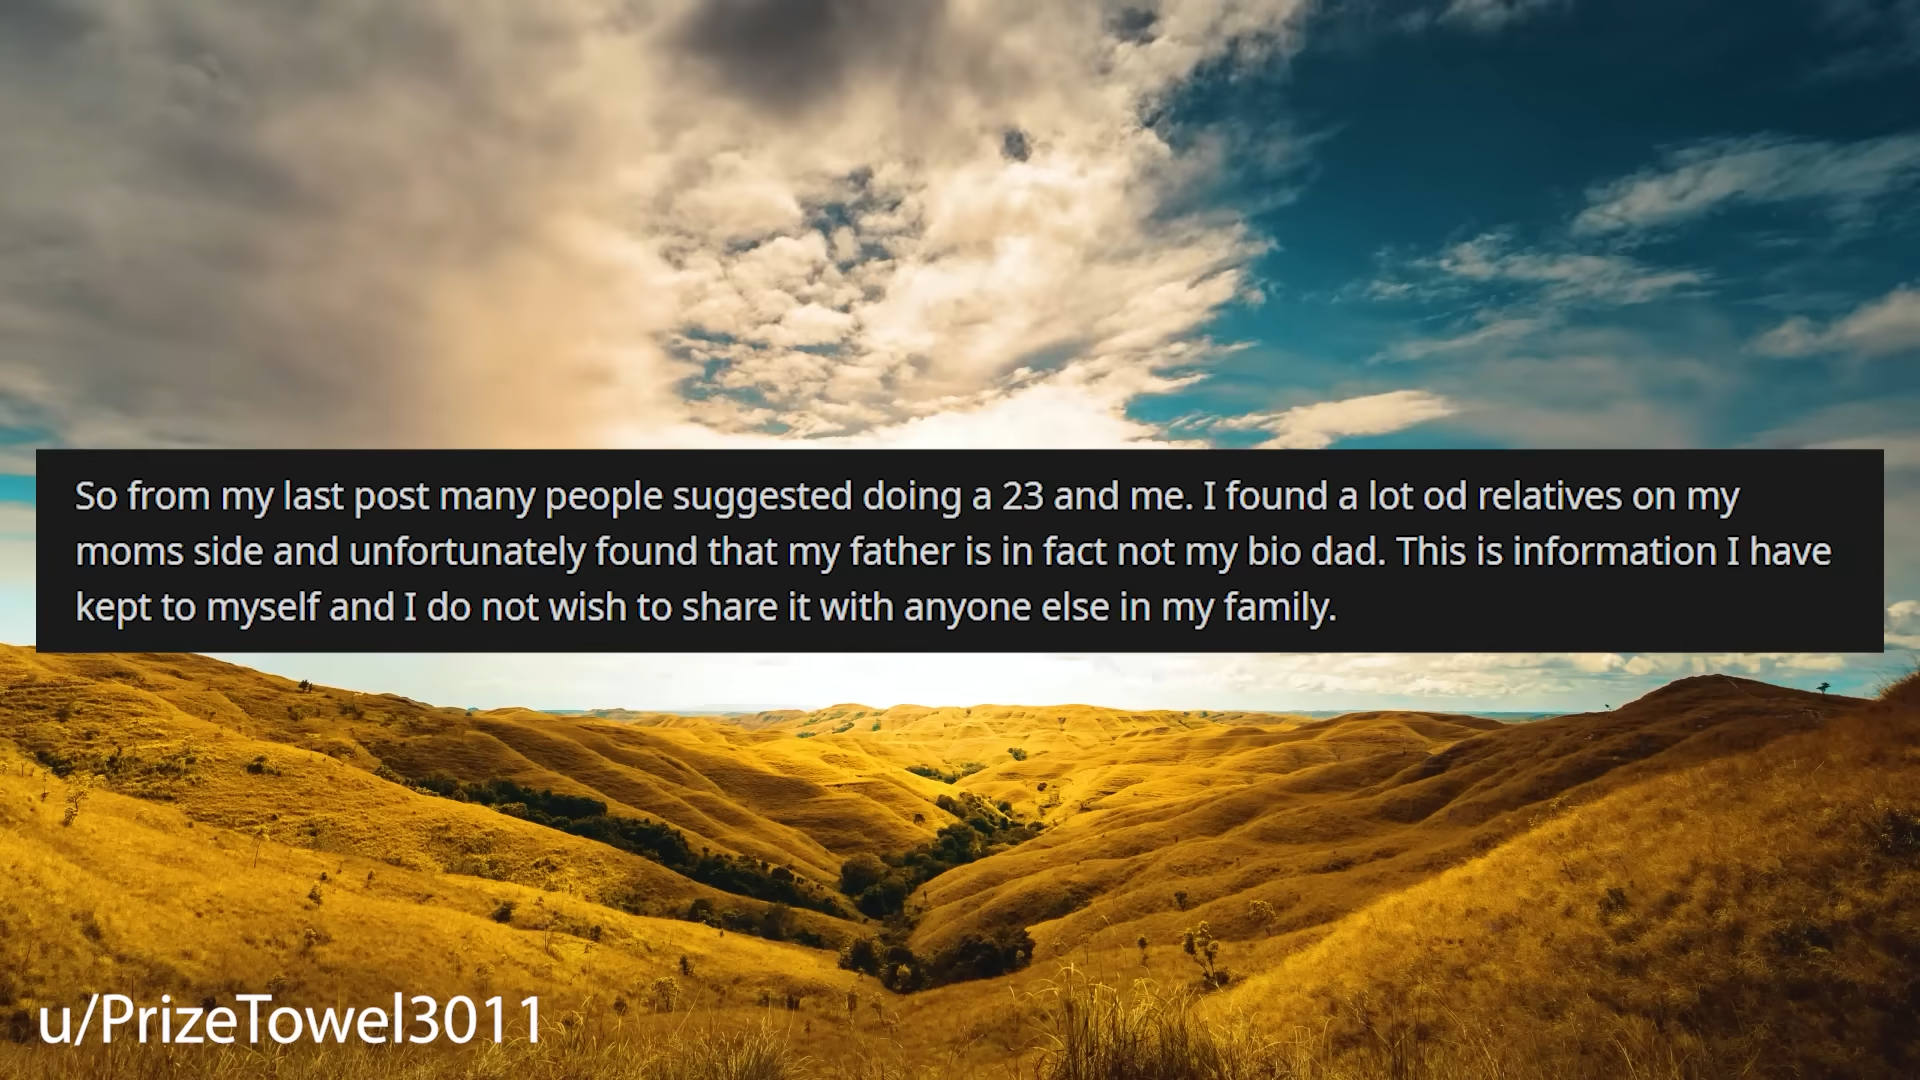 So from my last post many people suggested doing a 23 and me. I found a lot od relatives on my
moms side and unfortunately found that my father is in fact not my bio dad. This is information I have
kept to myself and I do not wish to share it with anyone else in my family.
u/PrizeTowel3011